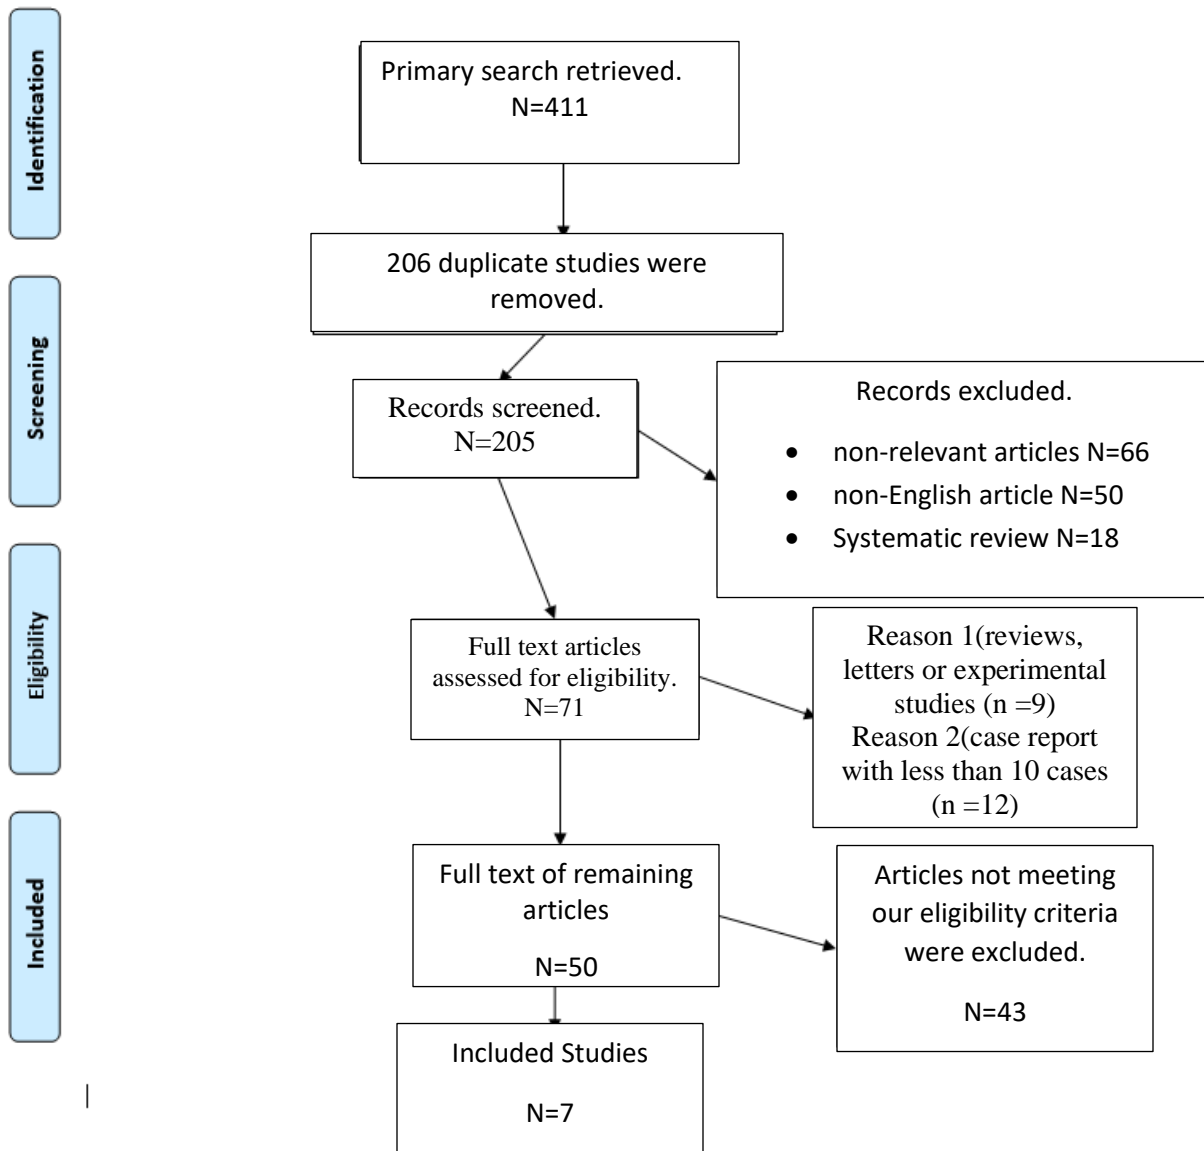 Identification
Primary search retrieved.
N=411
206 duplicate studies were
removed.
Screening
Records screened.
N=205
Records excluded.
• non-relevant articles N=66
• non-English article N=50
• Systematic review N=18
Eligibility
Full text articles
assessed for eligibility.
N=71
Reason 1(reviews,
letters or experimental
studies (n =9)
Reason 2(case report
with less than 10 cases
(n =12)
Included
Full text of remaining
articles
N=50
Articles not meeting
our eligibility criteria
were excluded.
N=43
Included Studies
N=7